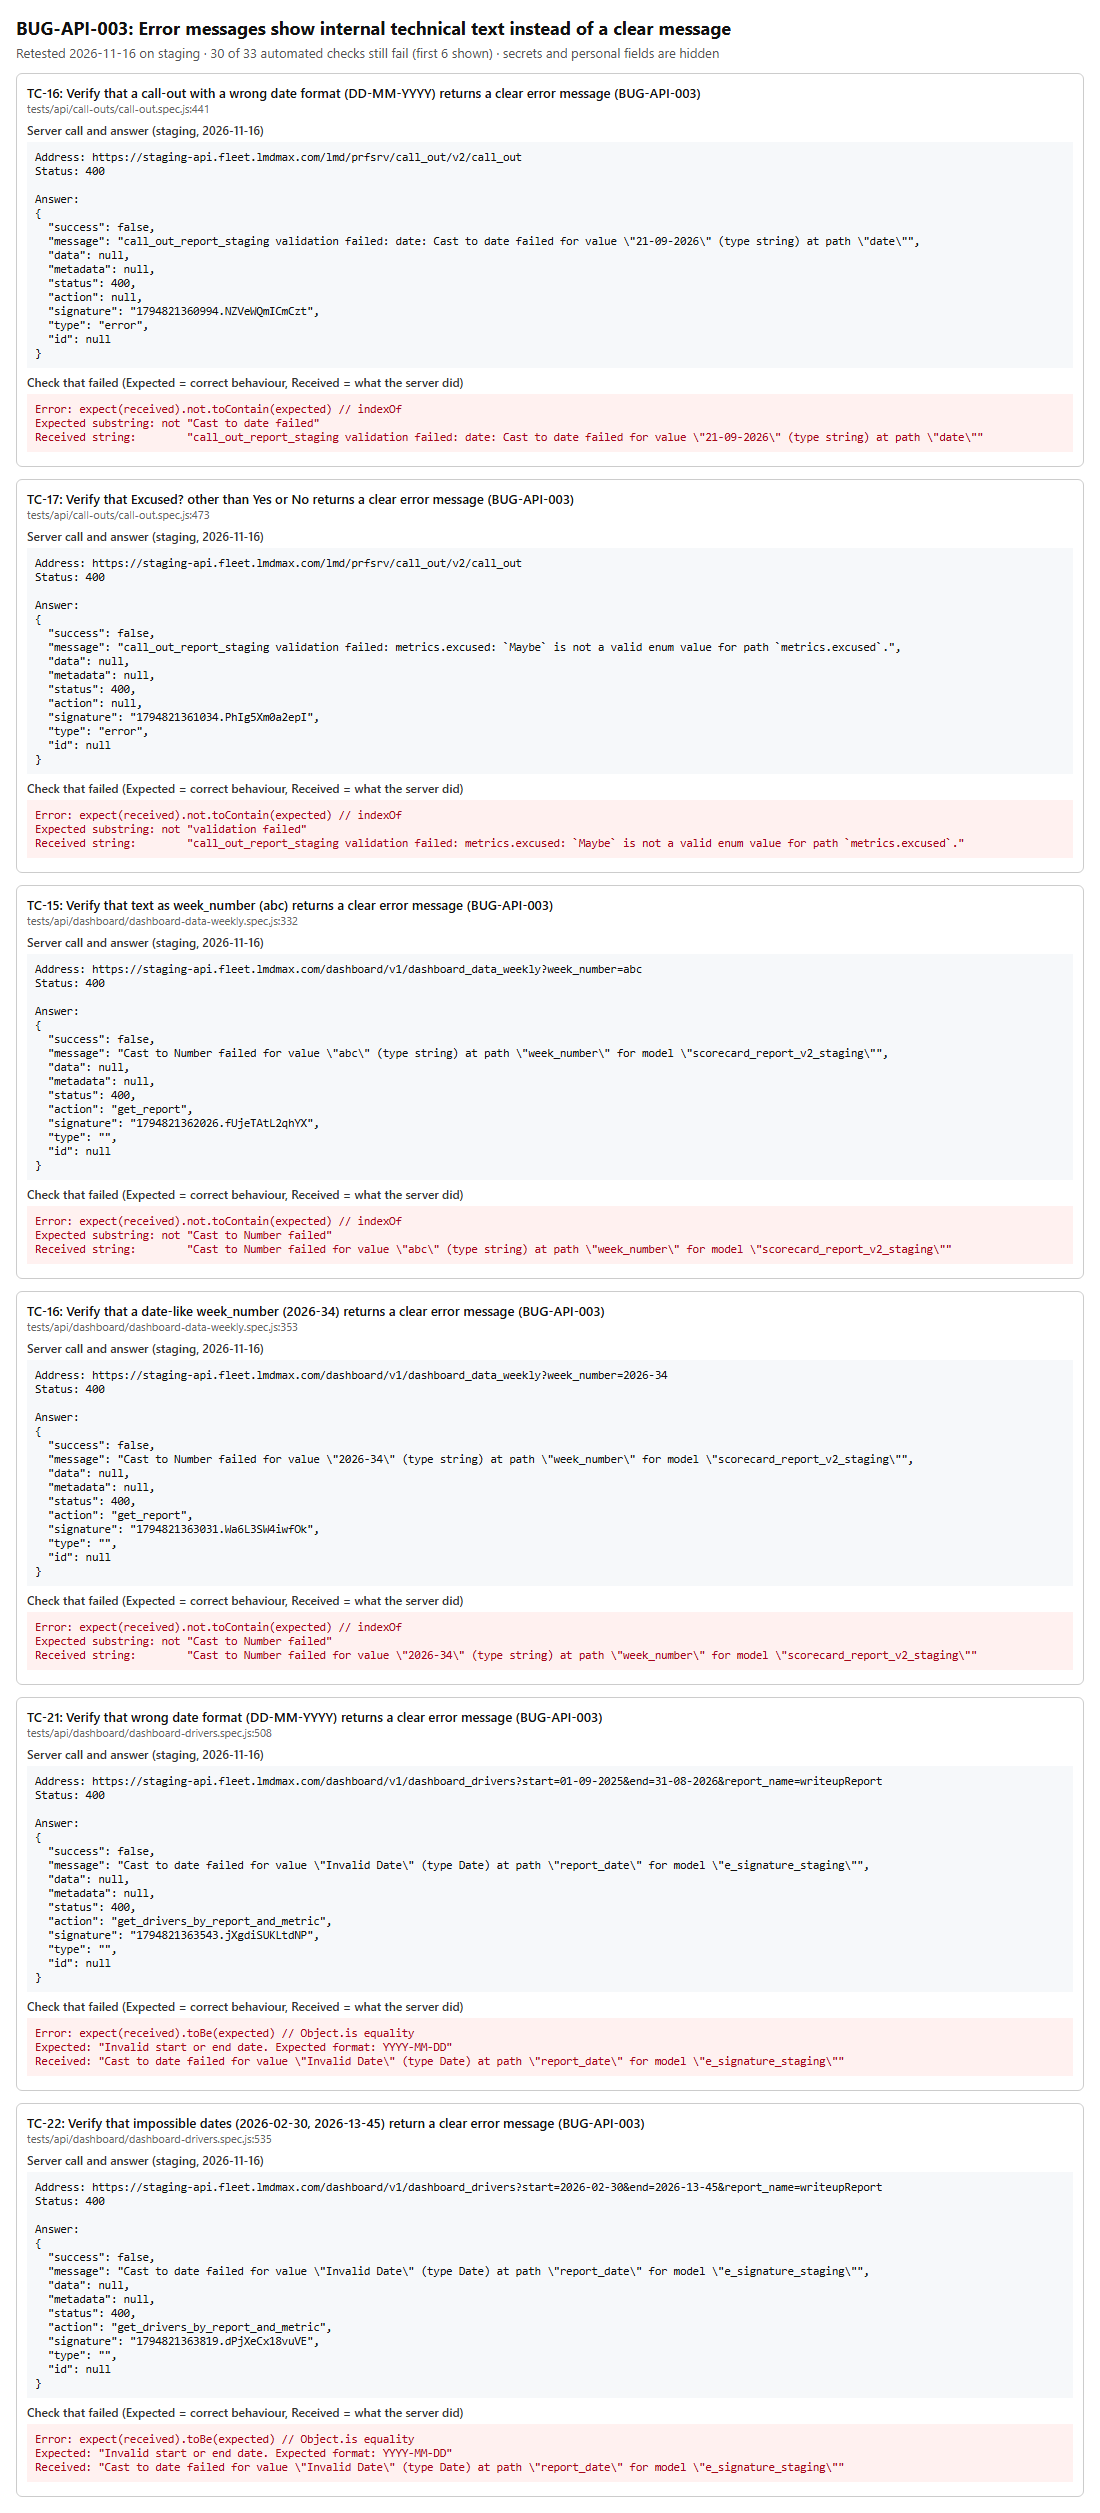 BUG-API-003: Error messages show internal technical text instead of a clear message
Retested 2026-11-16 on staging · 30 of 33 automated checks still fail (first 6 shown) · secrets and personal fields are hidden
TC-16: Verify that a call-out with a wrong date format (DD-MM-YYYY) returns a clear error message (BUG-API-003)
tests/api/call-outs/call-out.spec.js:441
Server call and answer (staging, 2026-11-16)
Address: https://staging-api.fleet.lmdmax.com/lmd/prfsrv/call_out/v2/call_out
Status: 400
Answer:
{
  "success": false,
  "message": "call_out_report_staging validation failed: date: Cast to date failed for value \"21-09-2026\" (type string) at path \"date\"",
  "data": null,
  "metadata": null,
  "status": 400,
  "action": null,
  "signature": "1794821360994.NZVeWQmICmCzt",
  "type": "error",
  "id": null
}
Check that failed (Expected = correct behaviour, Received = what the server did)
Error: expect(received).not.toContain(expected) // indexOf
Expected substring: not "Cast to date failed"
Received string:        "call_out_report_staging validation failed: date: Cast to date failed for value \"21-09-2026\" (type string) at path \"date\""
TC-17: Verify that Excused? other than Yes or No returns a clear error message (BUG-API-003)
tests/api/call-outs/call-out.spec.js:473
Server call and answer (staging, 2026-11-16)
Address: https://staging-api.fleet.lmdmax.com/lmd/prfsrv/call_out/v2/call_out
Status: 400
Answer:
{
  "success": false,
  "message": "call_out_report_staging validation failed: metrics.excused: `Maybe` is not a valid enum value for path `metrics.excused`.",
  "data": null,
  "metadata": null,
  "status": 400,
  "action": null,
  "signature": "1794821361034.PhIg5Xm0a2epI",
  "type": "error",
  "id": null
}
Check that failed (Expected = correct behaviour, Received = what the server did)
Error: expect(received).not.toContain(expected) // indexOf
Expected substring: not "validation failed"
Received string:        "call_out_report_staging validation failed: metrics.excused: `Maybe` is not a valid enum value for path `metrics.excused`."
TC-15: Verify that text as week_number (abc) returns a clear error message (BUG-API-003)
tests/api/dashboard/dashboard-data-weekly.spec.js:332
Server call and answer (staging, 2026-11-16)
Address: https://staging-api.fleet.lmdmax.com/dashboard/v1/dashboard_data_weekly?week_number=abc
Status: 400
Answer:
{
  "success": false,
  "message": "Cast to Number failed for value \"abc\" (type string) at path \"week_number\" for model \"scorecard_report_v2_staging\"",
  "data": null,
  "metadata": null,
  "status": 400,
  "action": "get_report",
  "signature": "1794821362026.fUjeTAtL2qhYX",
  "type": "",
  "id": null
}
Check that failed (Expected = correct behaviour, Received = what the server did)
Error: expect(received).not.toContain(expected) // indexOf
Expected substring: not "Cast to Number failed"
Received string:        "Cast to Number failed for value \"abc\" (type string) at path \"week_number\" for model \"scorecard_report_v2_staging\""
TC-16: Verify that a date-like week_number (2026-34) returns a clear error message (BUG-API-003)
tests/api/dashboard/dashboard-data-weekly.spec.js:353
Server call and answer (staging, 2026-11-16)
Address: https://staging-api.fleet.lmdmax.com/dashboard/v1/dashboard_data_weekly?week_number=2026-34
Status: 400
Answer:
{
  "success": false,
  "message": "Cast to Number failed for value \"2026-34\" (type string) at path \"week_number\" for model \"scorecard_report_v2_staging\"",
  "data": null,
  "metadata": null,
  "status": 400,
  "action": "get_report",
  "signature": "1794821363031.Wa6L3SW4iwfOk",
  "type": "",
  "id": null
}
Check that failed (Expected = correct behaviour, Received = what the server did)
Error: expect(received).not.toContain(expected) // indexOf
Expected substring: not "Cast to Number failed"
Received string:        "Cast to Number failed for value \"2026-34\" (type string) at path \"week_number\" for model \"scorecard_report_v2_staging\""
TC-21: Verify that wrong date format (DD-MM-YYYY) returns a clear error message (BUG-API-003)
tests/api/dashboard/dashboard-drivers.spec.js:508
Server call and answer (staging, 2026-11-16)
Address: https://staging-api.fleet.lmdmax.com/dashboard/v1/dashboard_drivers?start=01-09-2025&end=31-08-2026&report_name=writeupReport
Status: 400
Answer:
{
  "success": false,
  "message": "Cast to date failed for value \"Invalid Date\" (type Date) at path \"report_date\" for model \"e_signature_staging\"",
  "data": null,
  "metadata": null,
  "status": 400,
  "action": "get_drivers_by_report_and_metric",
  "signature": "1794821363543.jXgdiSUKLtdNP",
  "type": "",
  "id": null
}
Check that failed (Expected = correct behaviour, Received = what the server did)
Error: expect(received).toBe(expected) // Object.is equality
Expected: "Invalid start or end date. Expected format: YYYY-MM-DD"
Received: "Cast to date failed for value \"Invalid Date\" (type Date) at path \"report_date\" for model \"e_signature_staging\""
TC-22: Verify that impossible dates (2026-02-30, 2026-13-45) return a clear error message (BUG-API-003)
tests/api/dashboard/dashboard-drivers.spec.js:535
Server call and answer (staging, 2026-11-16)
Address: https://staging-api.fleet.lmdmax.com/dashboard/v1/dashboard_drivers?start=2026-02-30&end=2026-13-45&report_name=writeupReport
Status: 400
Answer:
{
  "success": false,
  "message": "Cast to date failed for value \"Invalid Date\" (type Date) at path \"report_date\" for model \"e_signature_staging\"",
  "data": null,
  "metadata": null,
  "status": 400,
  "action": "get_drivers_by_report_and_metric",
  "signature": "1794821363819.dPjXeCx18vuVE",
  "type": "",
  "id": null
}
Check that failed (Expected = correct behaviour, Received = what the server did)
Error: expect(received).toBe(expected) // Object.is equality
Expected: "Invalid start or end date. Expected format: YYYY-MM-DD"
Received: "Cast to date failed for value \"Invalid Date\" (type Date) at path \"report_date\" for model \"e_signature_staging\""